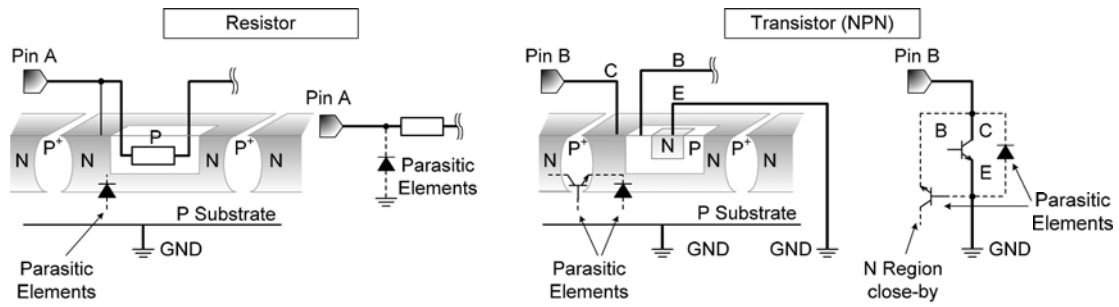 Resistor
Pin A
P
N
P+
N
N
P+
N
P Substrate
GND
Parasitic
Elements
Pin A
Parasitic
Elements
Transistor (NPN)
Pin B
C
B
E
N
P+
N
N
P
N
P+
N
P Substrate
GND
GND
Parasitic
Elements
Pin B
B
C
E
Parasitic
Elements
N Region
close-by